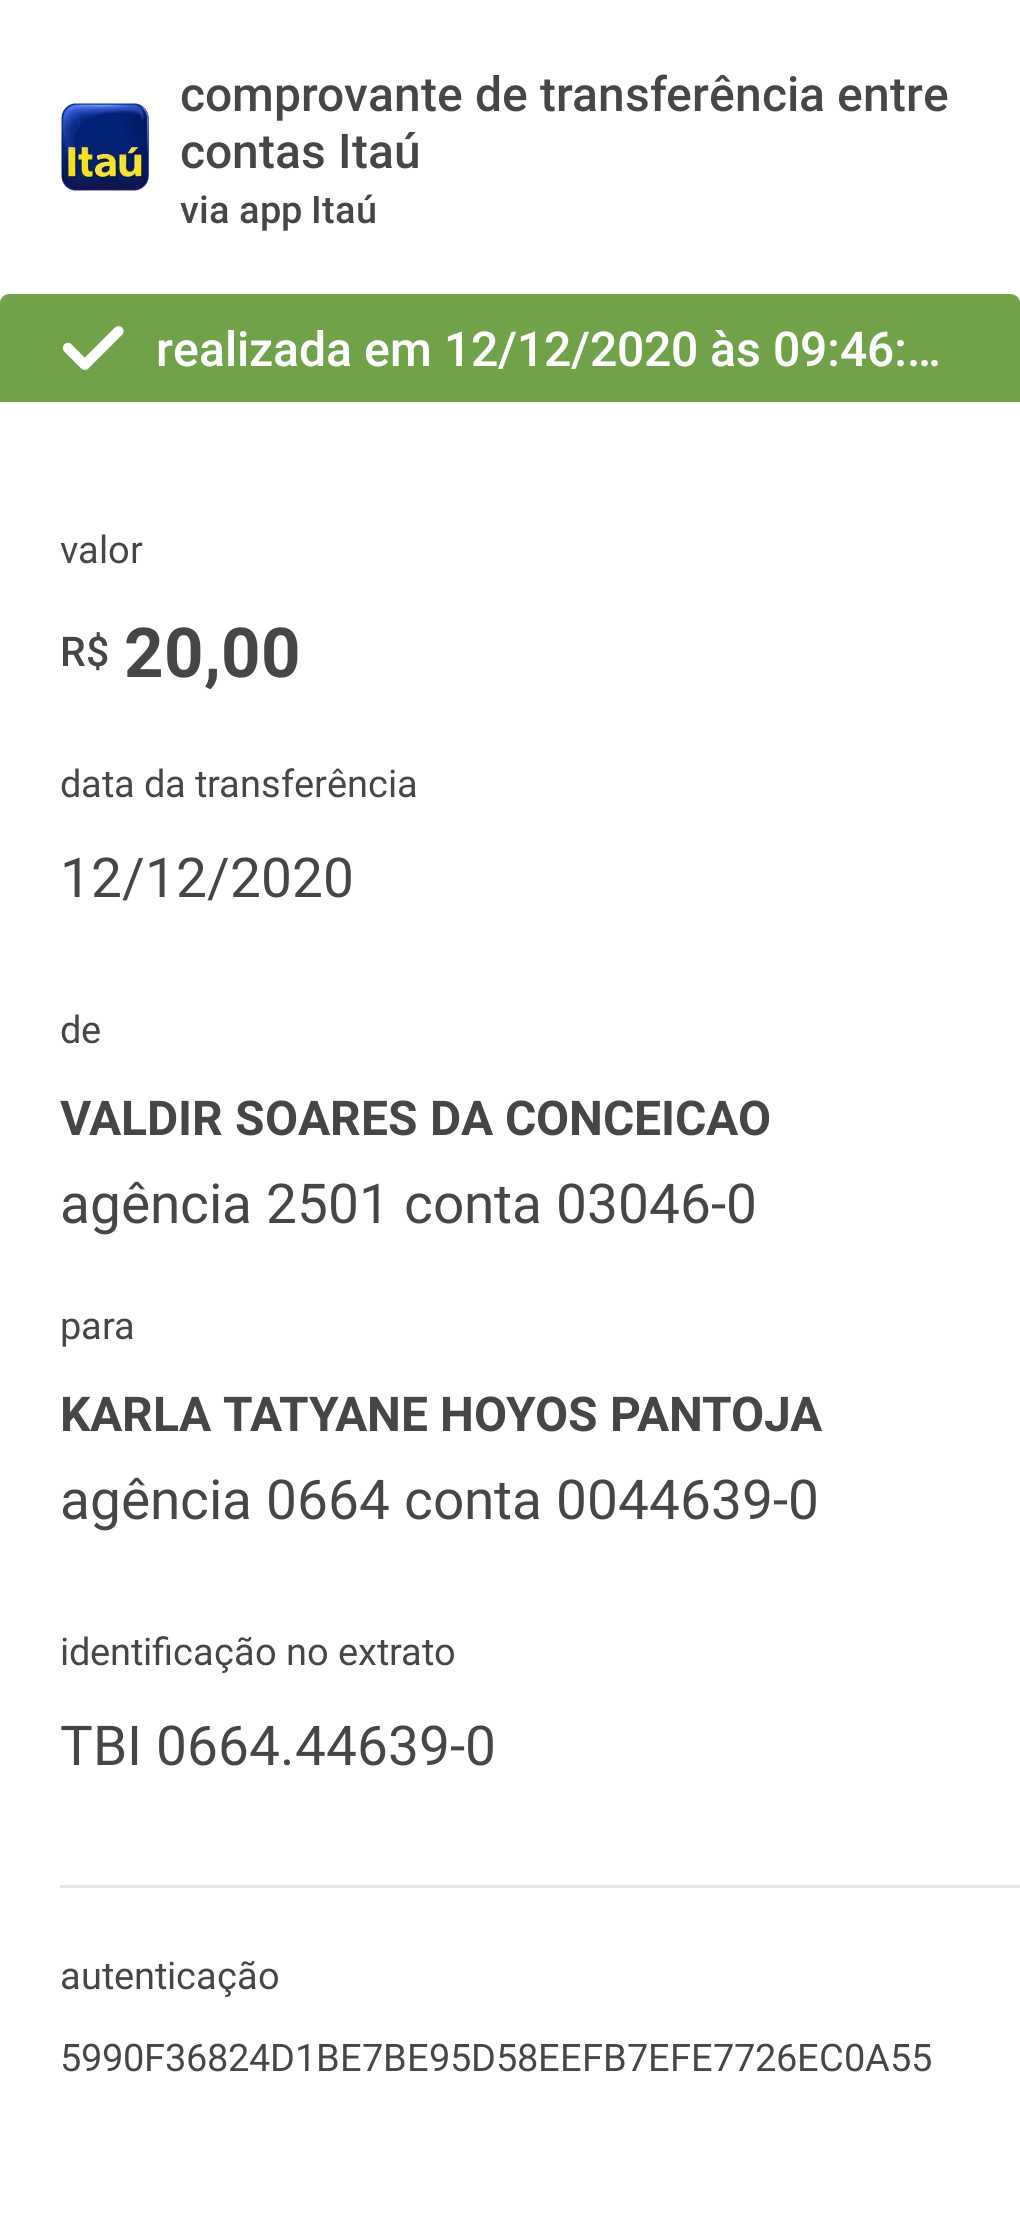 comprovante de transferência entre
contas Itaú
Itaú
via app Itaú
realizada em 12/12/2020 às 09:46:...
valor
R$ 20,00
data da transferência
12/12/2020
de
VALDIR SOARES DA CONCEICAO
agência 2501 conta 03046-0
para
KARLA TATYANE HOYOS PANTOJA
agência 0664 conta 0044639-0
identificação no extrato
TBI 0664.44639-0
autenticação
5990F36824D1BE7BE95D58EEFB7EFE7726EC0A55